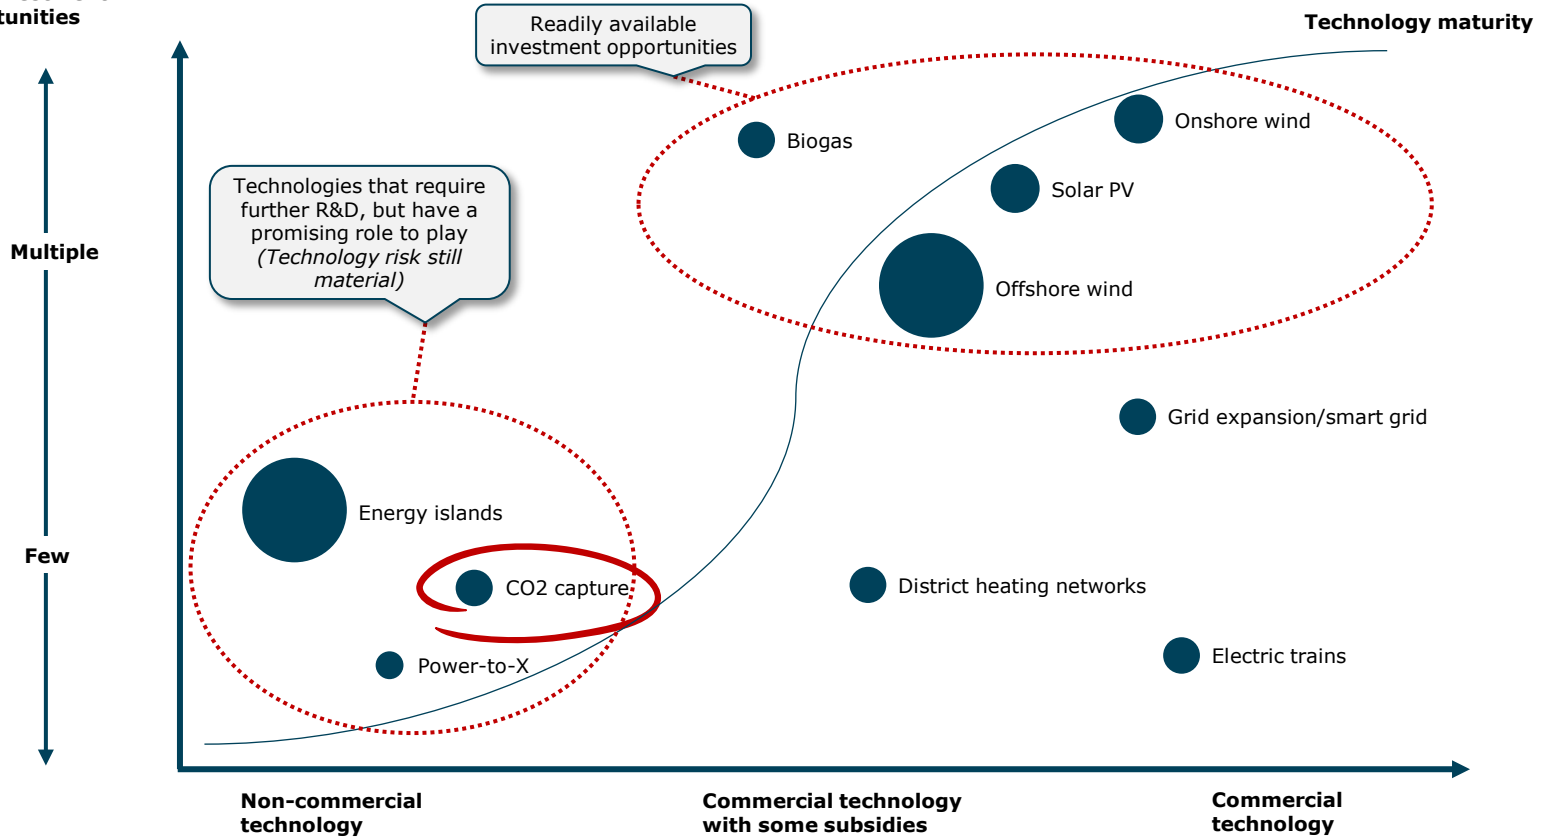 Readily available
investment opportunities
Technology maturity
Onshore wind
Biogas
Technologies that require
further R&D, but have a
promising role to play
(Technology risk still
material)
Solar PV
Multiple
Offshore wind
Grid expansion/smart grid
Energy islands
Few
CO2 capture
District heating networks
Power-to-X
Electric trains
Non-commercial
technology
Commercial technology
with some subsidies
Commercial
technology